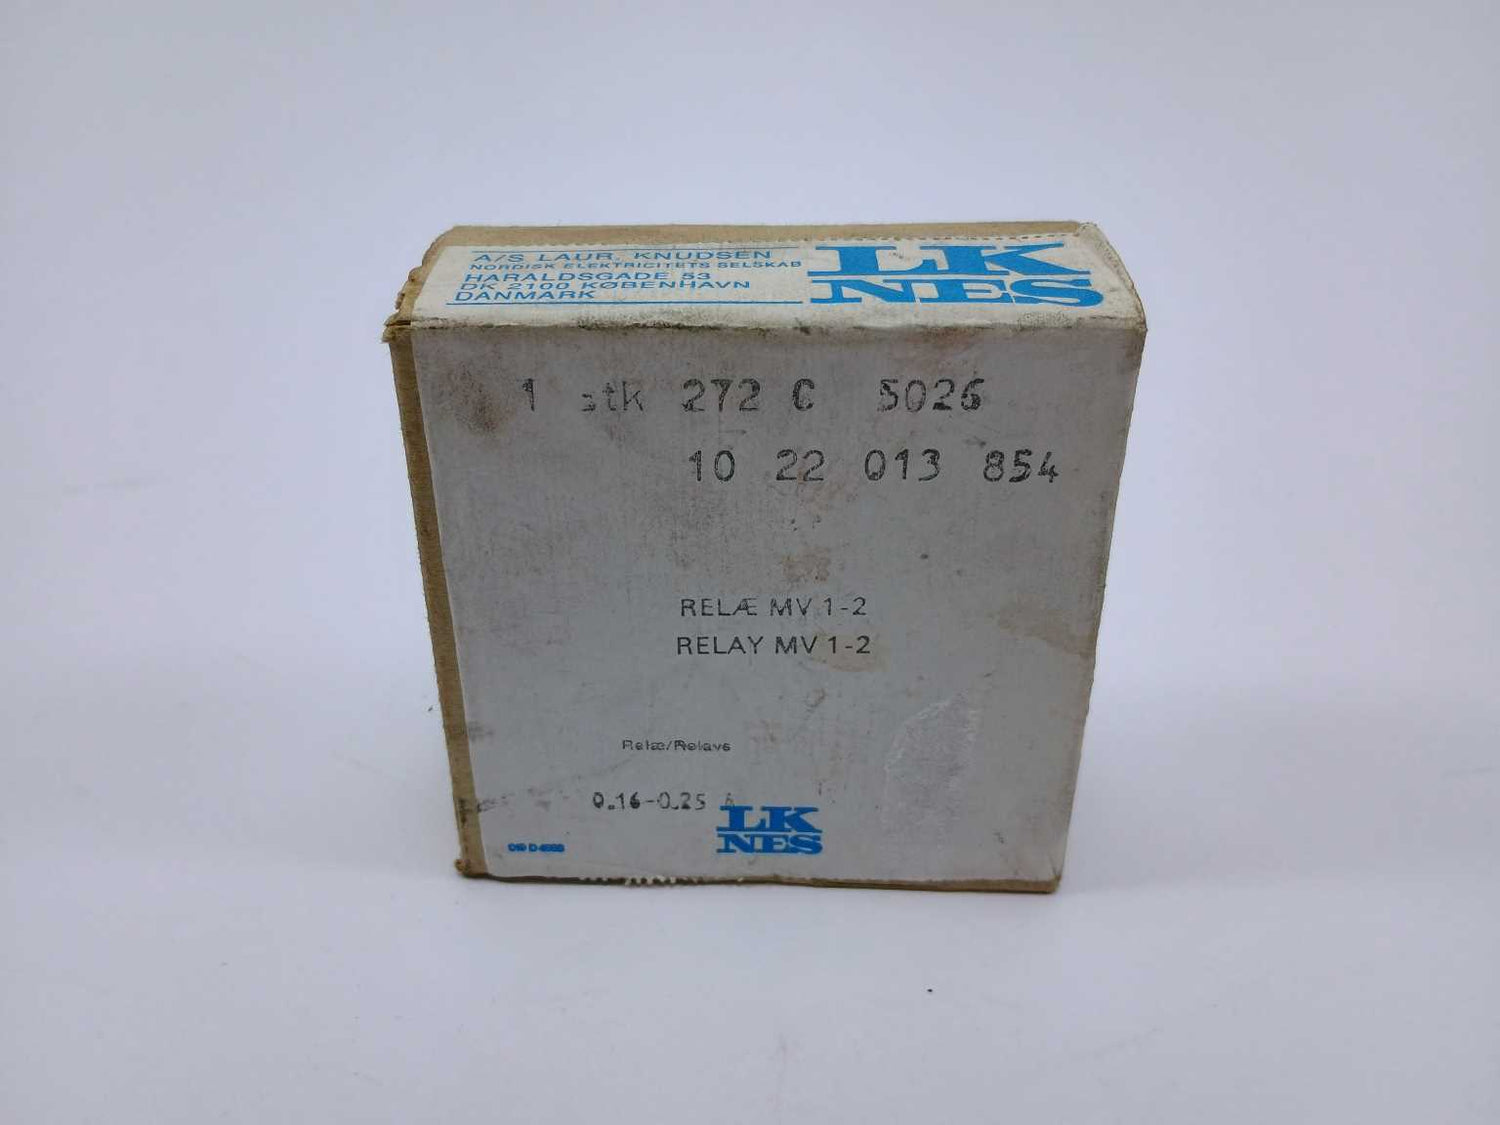 A/S LAUR. KNUDSEN
NORDISK ELEKTRICITETS SELSKAB
HARALDSGADE 53
DK 2100 KØBENHAVN
DANMARK
LK
NES
1 stk 272 C 5026
10 22 013 854
RELÆ MV 1-2
RELAY MV 1-2
Relæ/Relays
0.16-0.25
LK
NES